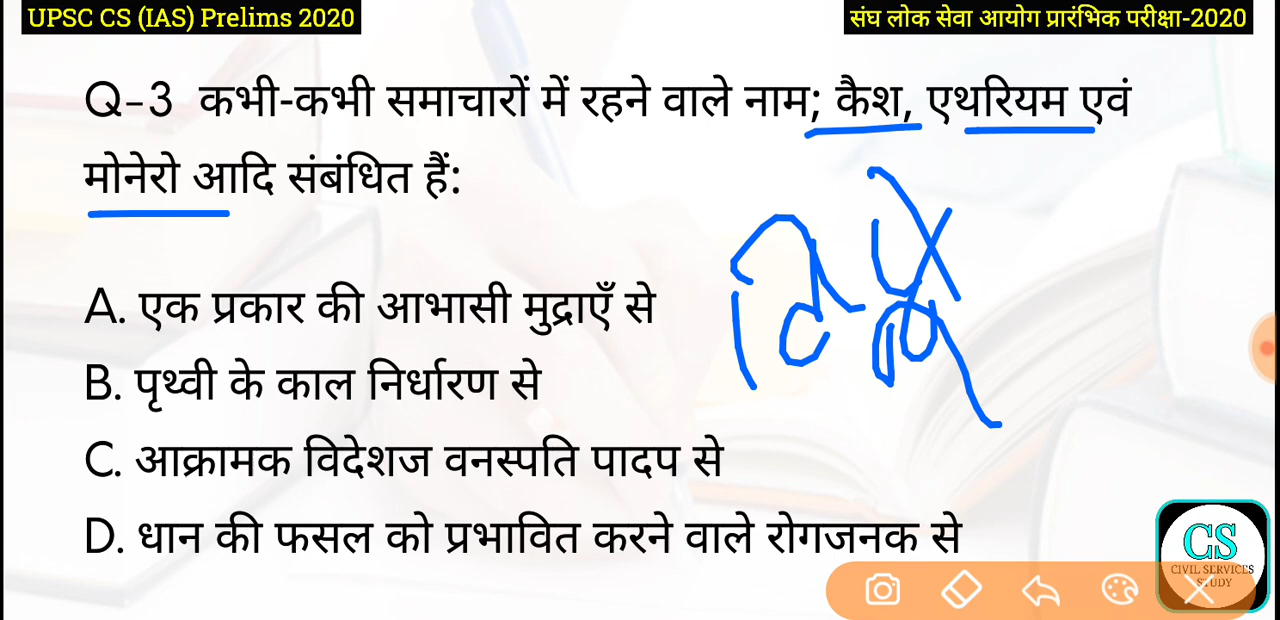 UPSC CS (IAS) Prelims 2020
संघ लोक सेवा आयोग प्रारंभिक परीक्षा-2020
Q-3 कभी-कभी समाचारों में रहने वाले नाम; कैश, एथरियम एवं
मोनेरो आदि संबंधित हैं:
A. एक प्रकार की आभासी मुद्राएँ से
B. पृथ्वी के काल निर्धारण से
C. आक्रामक विदेशज वनस्पति पादप से
D. धान की फसल को प्रभावित करने वाले रोगजनक से
CS
CIVIL SERVICES
STUDY